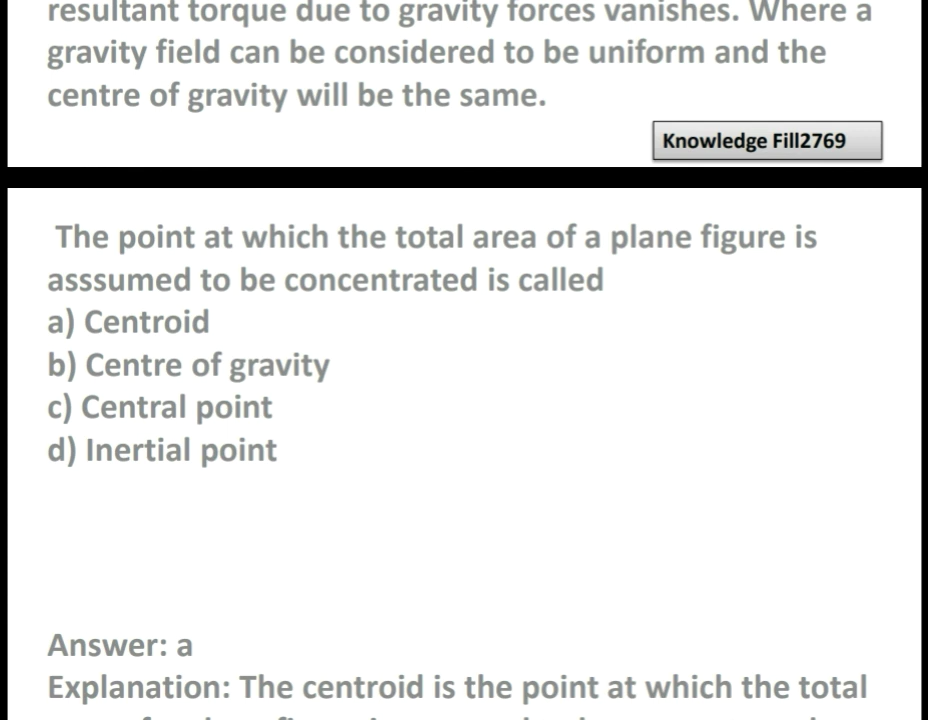 resultant torque due to gravity forces vanishes. Where a
gravity field can be considered to be uniform and the
centre of gravity will be the same.
Knowledge Fill2769
The point at which the total area of a plane figure is
asssumed to be concentrated is called
a) Centroid
b) Centre of gravity
c) Central point
d) Inertial point
Answer: a
Explanation: The centroid is the point at which the total